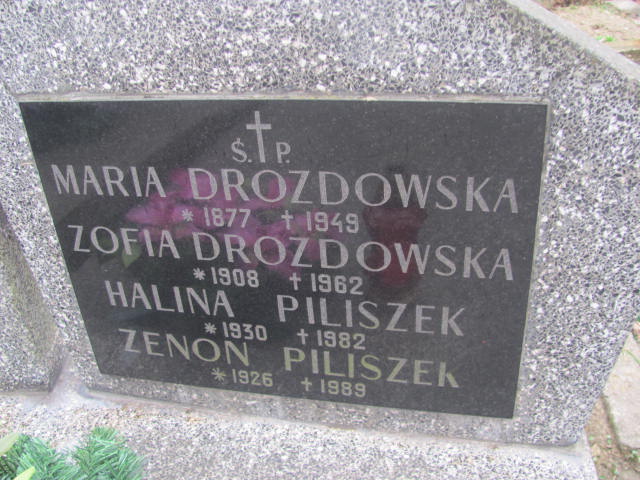 Ś. P.
MARIA DROZDOWSKA
* 1877 + 1949
ZOFIA DROZDOWSKA
* 1908 + 1962
HALINA PILISZEK
* 1930 + 1982
ZENON PILISZEK
* 1926 + 1989